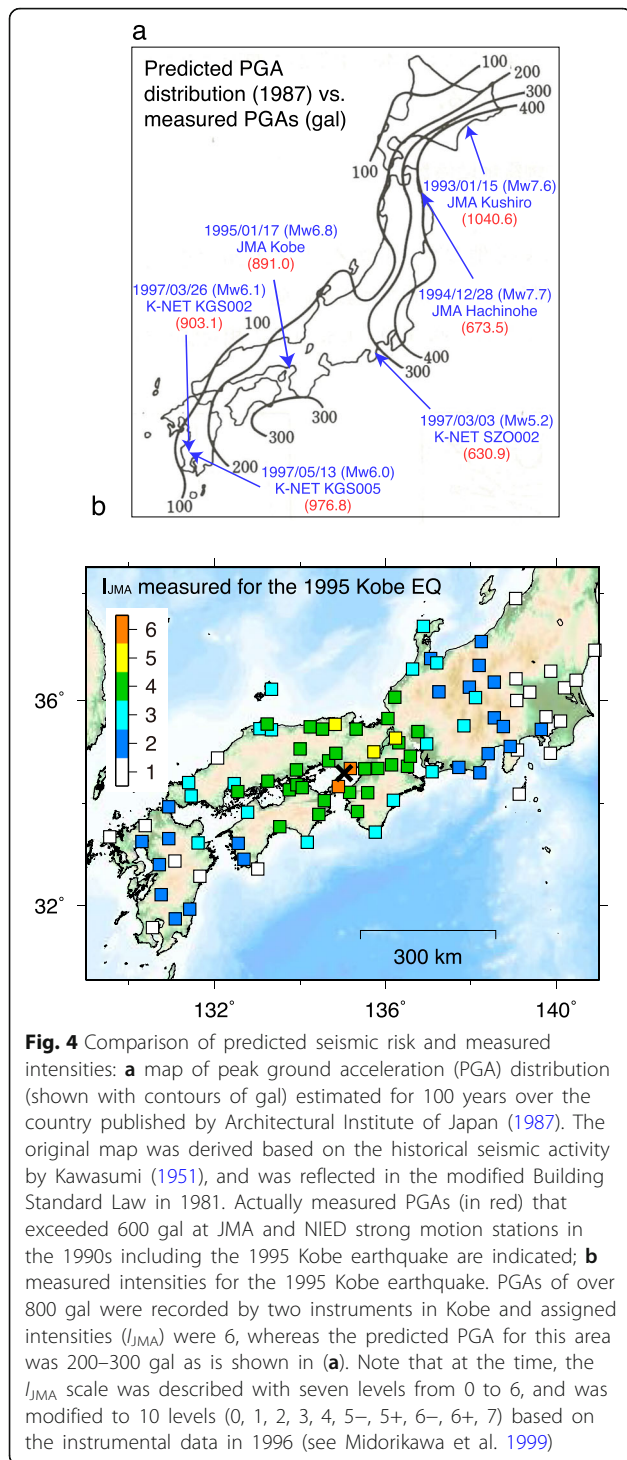 a
Predicted PGA
distribution (1987) vs.
measured PGAs (gal)
100
200
300
400
100
1993/01/15 (Mw7.6)
JMA Kushiro
(1040.6)
1995/01/17 (Mw6.8)
JMA Kobe
(891.0)
1994/12/28 (Mw7.7)
JMA Hachinohe
(673.5)
1997/03/26 (Mw6.1)
K-NET KGS002
(903.1)
100
400
300
300
300
1997/03/03 (Mw5.2)
K-NET SZO002
(630.9)
200
1997/05/13 (Mw6.0)
K-NET KGS005
(976.8)
100
b
IJMA measured for the 1995 Kobe EQ
6
5
4
3
2
1
36°
32°
300 km
132°
136°
140°
Fig. 4 Comparison of predicted seismic risk and measured
intensities: a map of peak ground acceleration (PGA) distribution
(shown with contours of gal) estimated for 100 years over the
country published by Architectural Institute of Japan (1987). The
original map was derived based on the historical seismic activity
by Kawasumi (1951), and was reflected in the modified Building
Standard Law in 1981. Actually measured PGAs (in red) that
exceeded 600 gal at JMA and NIED strong motion stations in
the 1990s including the 1995 Kobe earthquake are indicated; b
measured intensities for the 1995 Kobe earthquake. PGAs of over
800 gal were recorded by two instruments in Kobe and assigned
intensities (IJMA) were 6, whereas the predicted PGA for this area
was 200–300 gal as is shown in (a). Note that at the time, the
IJMA scale was described with seven levels from 0 to 6, and was
modified to 10 levels (0, 1, 2, 3, 4, 5−, 5+, 6−, 6+, 7) based on
the instrumental data in 1996 (see Midorikawa et al. 1999)